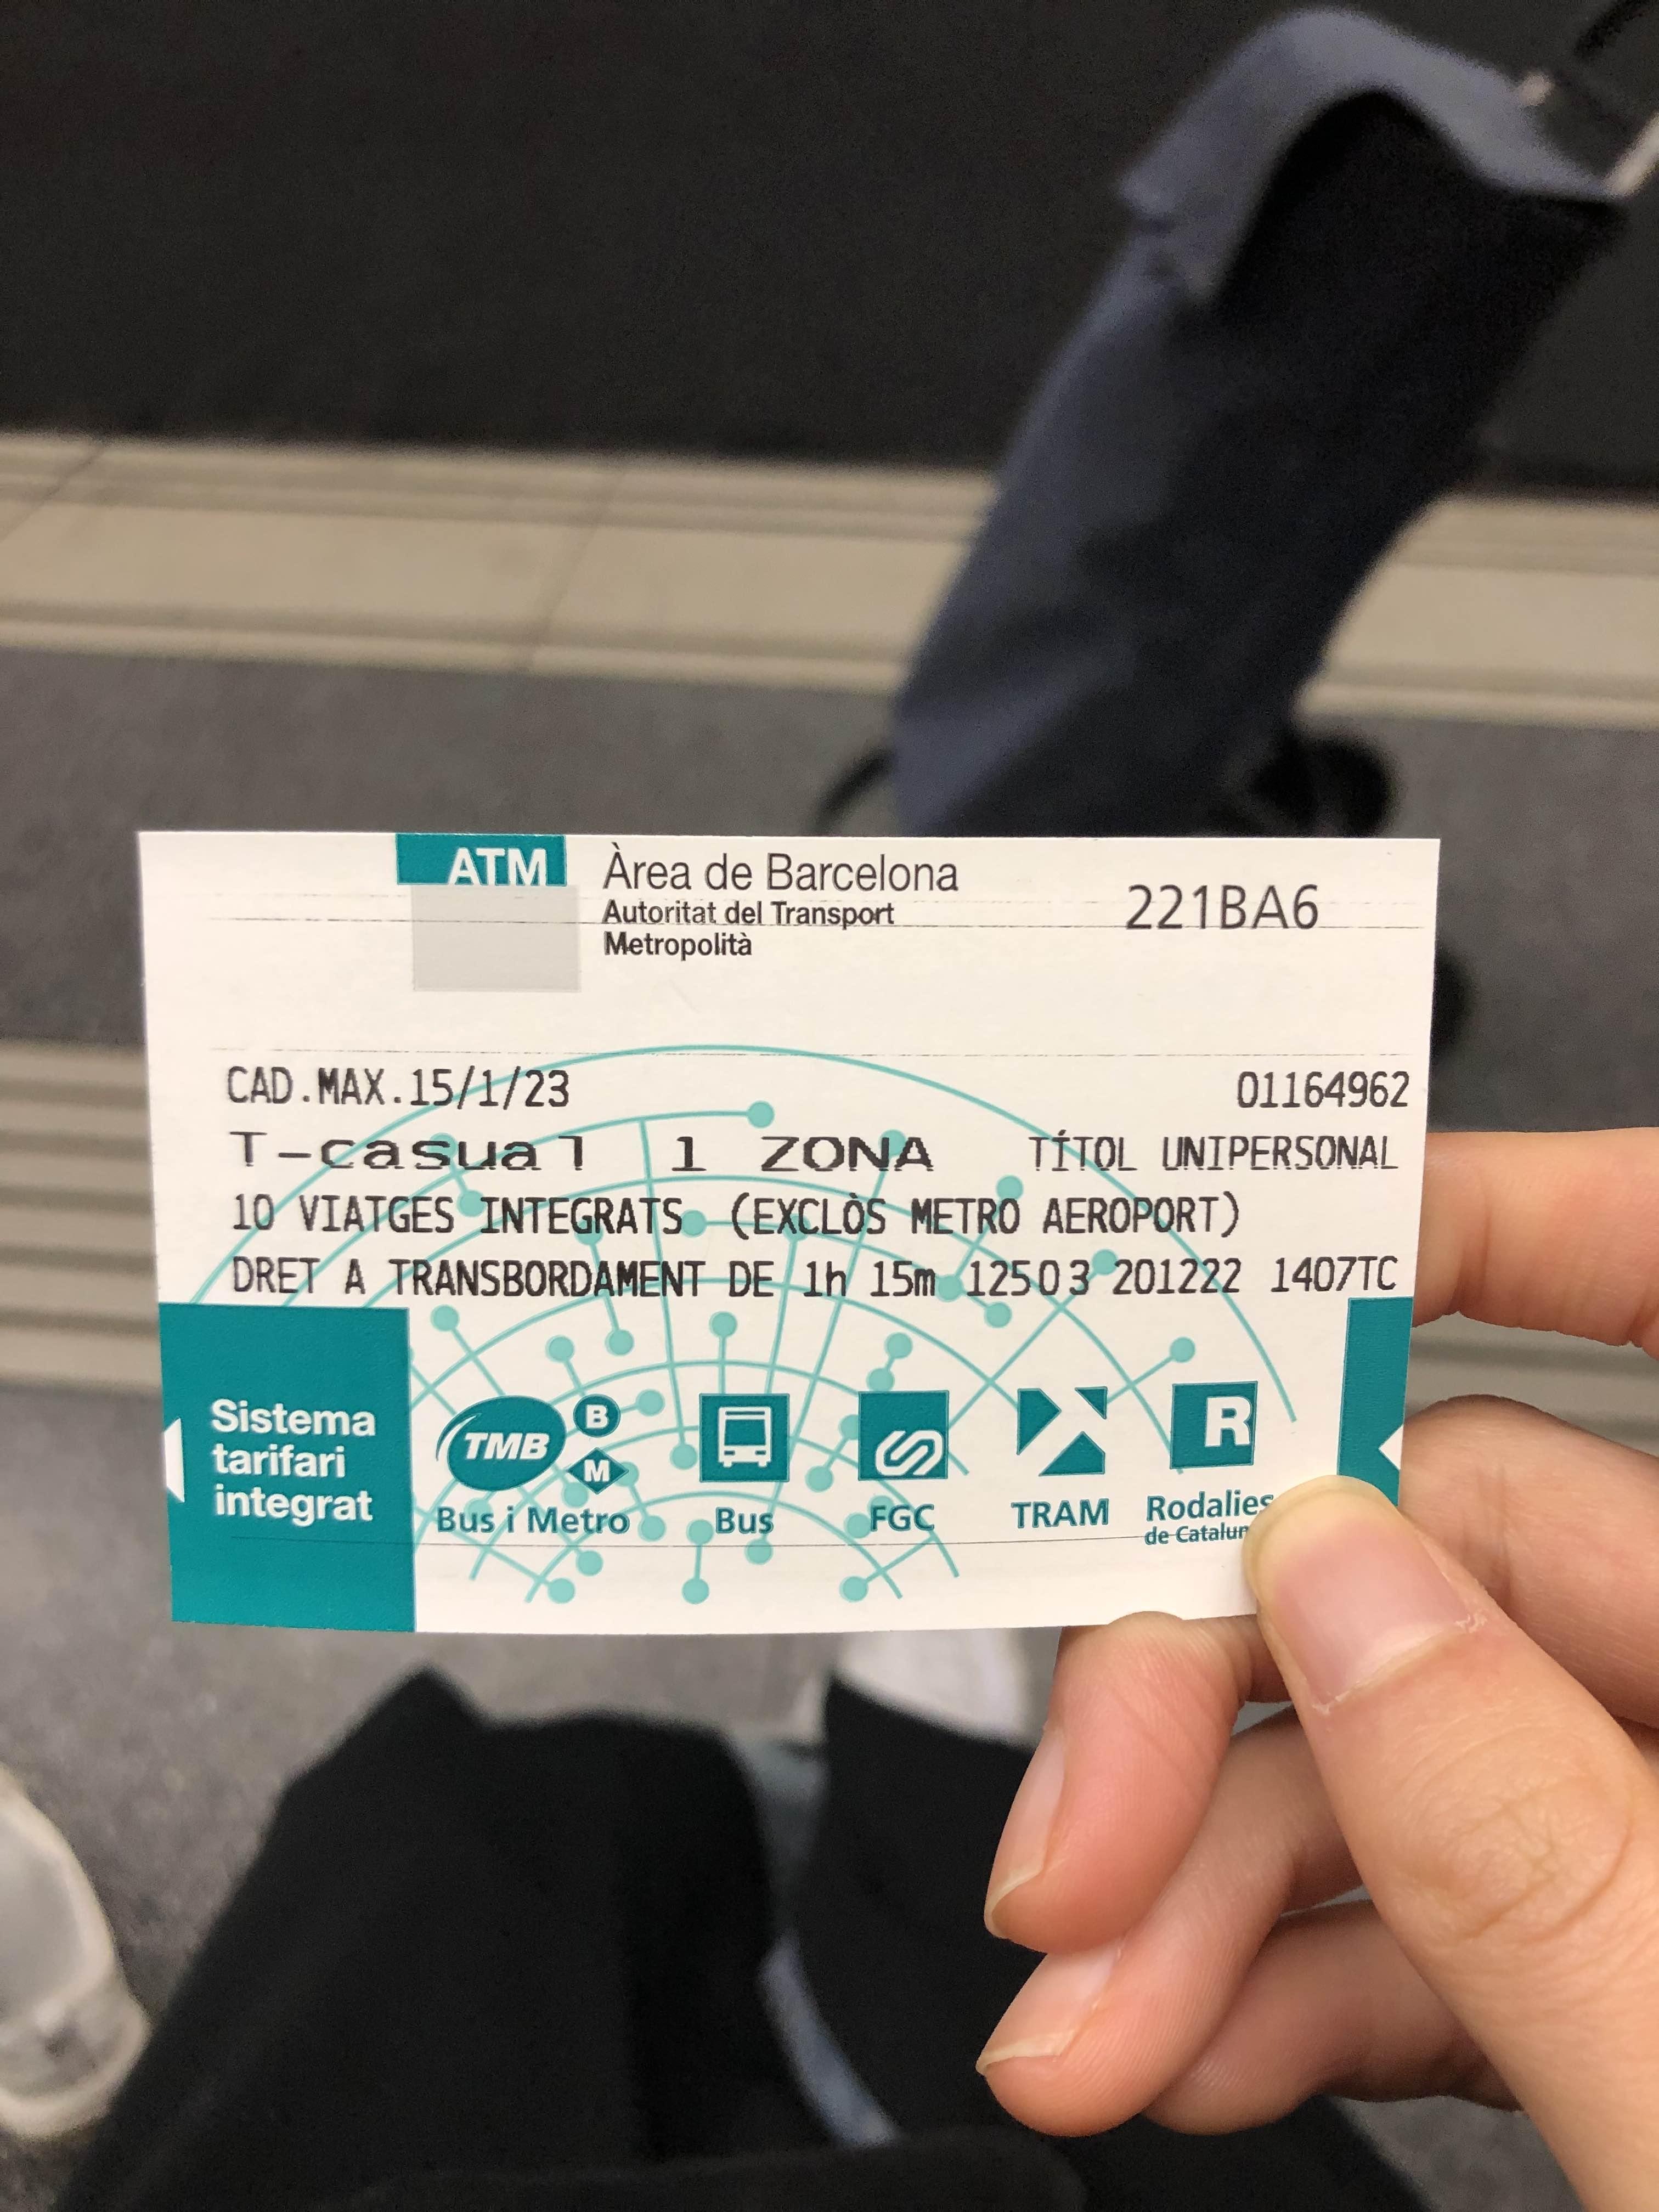 ATM
Àrea de Barcelona
Autoritat del Transport
Metropolità
221BA6
CAD.MAX.15/1/23 01164962
T-casual 1 ZONA TÍTOL UNIPERSONAL
10 VIATGES INTEGRATS (EXCLÒS METRO AEROPORT)
DRET A TRANSBORDAMENT DE 1h 15m 12503 201222 1407TC
Sistema
tarifari
integrat
TMB B M
Bus i Metro
Bus
FGC
TRAM
R
Rodalies
de